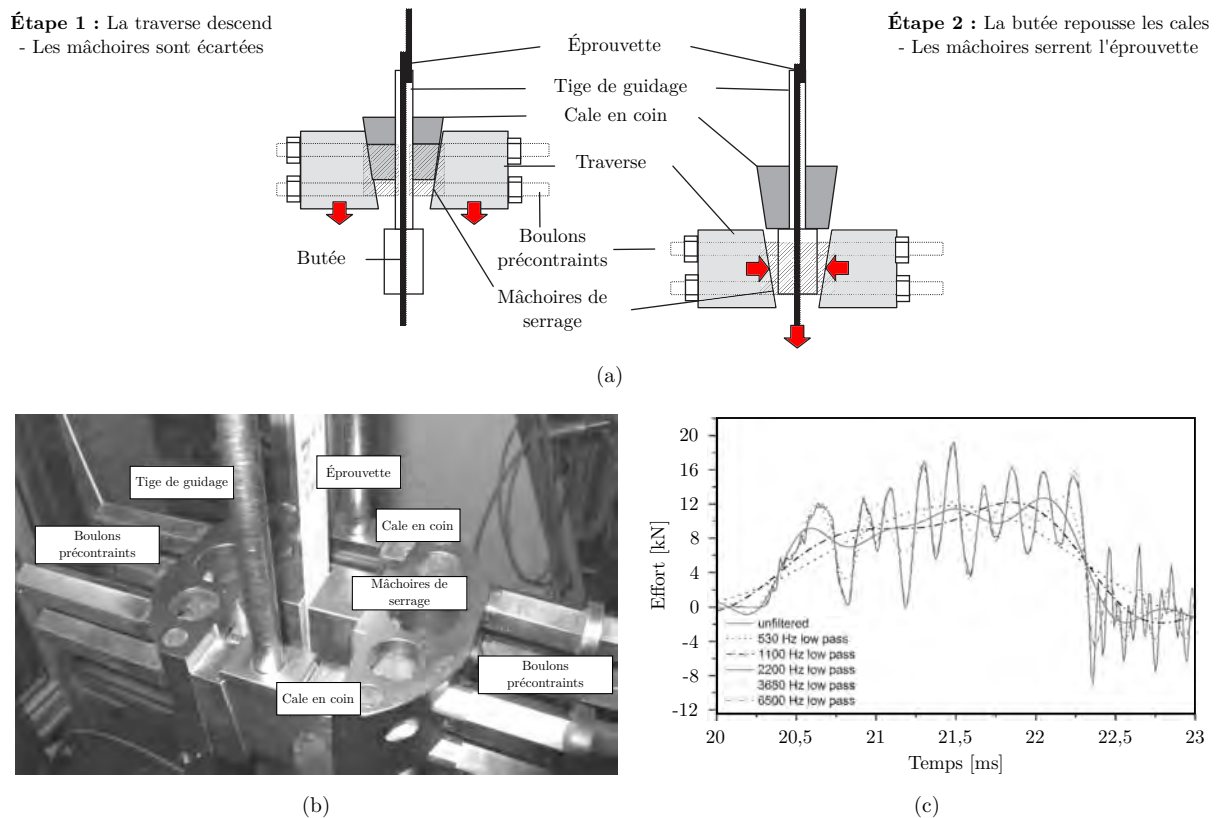 Étape 1 : La traverse descend
- Les mâchoires sont écartées
Étape 2 : La butée repousse les cales
- Les mâchoires serrent l'éprouvette
Éprouvette
Tige de guidage
Cale en coin
Traverse
Boulons
précontraints
Butée
Mâchoires de
serrage
(a)
Tige de guidage
Éprouvette
Boulons
précontraints
Cale en coin
Mâchoires de
serrage
Boulons
précontraints
Cale en coin
(b)
Effort [kN]
20
16
12
8
4
0
-4
-8
-12
unfiltered
530 Hz low pass
1100 Hz low pass
2200 Hz low pass
3680 Hz low pass
6500 Hz low pass
20
20,5
21
21,5
22
22,5
23
Temps [ms]
(c)